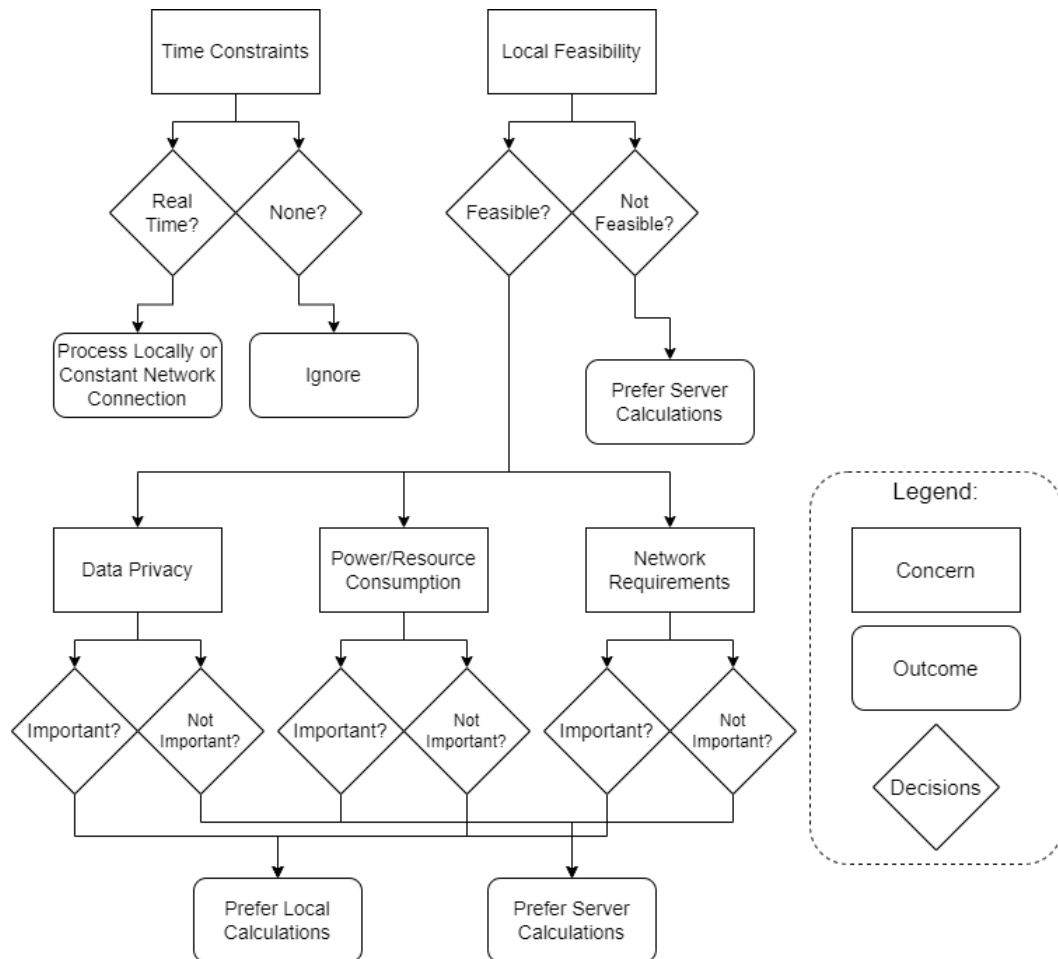 Time Constraints
Local Feasibility
Real
Time?
None?
Feasible?
Not
Feasible?
Process Locally or
Constant Network
Connection
Ignore
Prefer Server
Calculations
Data Privacy
Power/Resource
Consumption
Network
Requirements
Important?
Not
Important?
Important?
Not
Important?
Important?
Not
Important?
Prefer Local
Calculations
Prefer Server
Calculations
Legend:
Concern
Outcome
Decisions